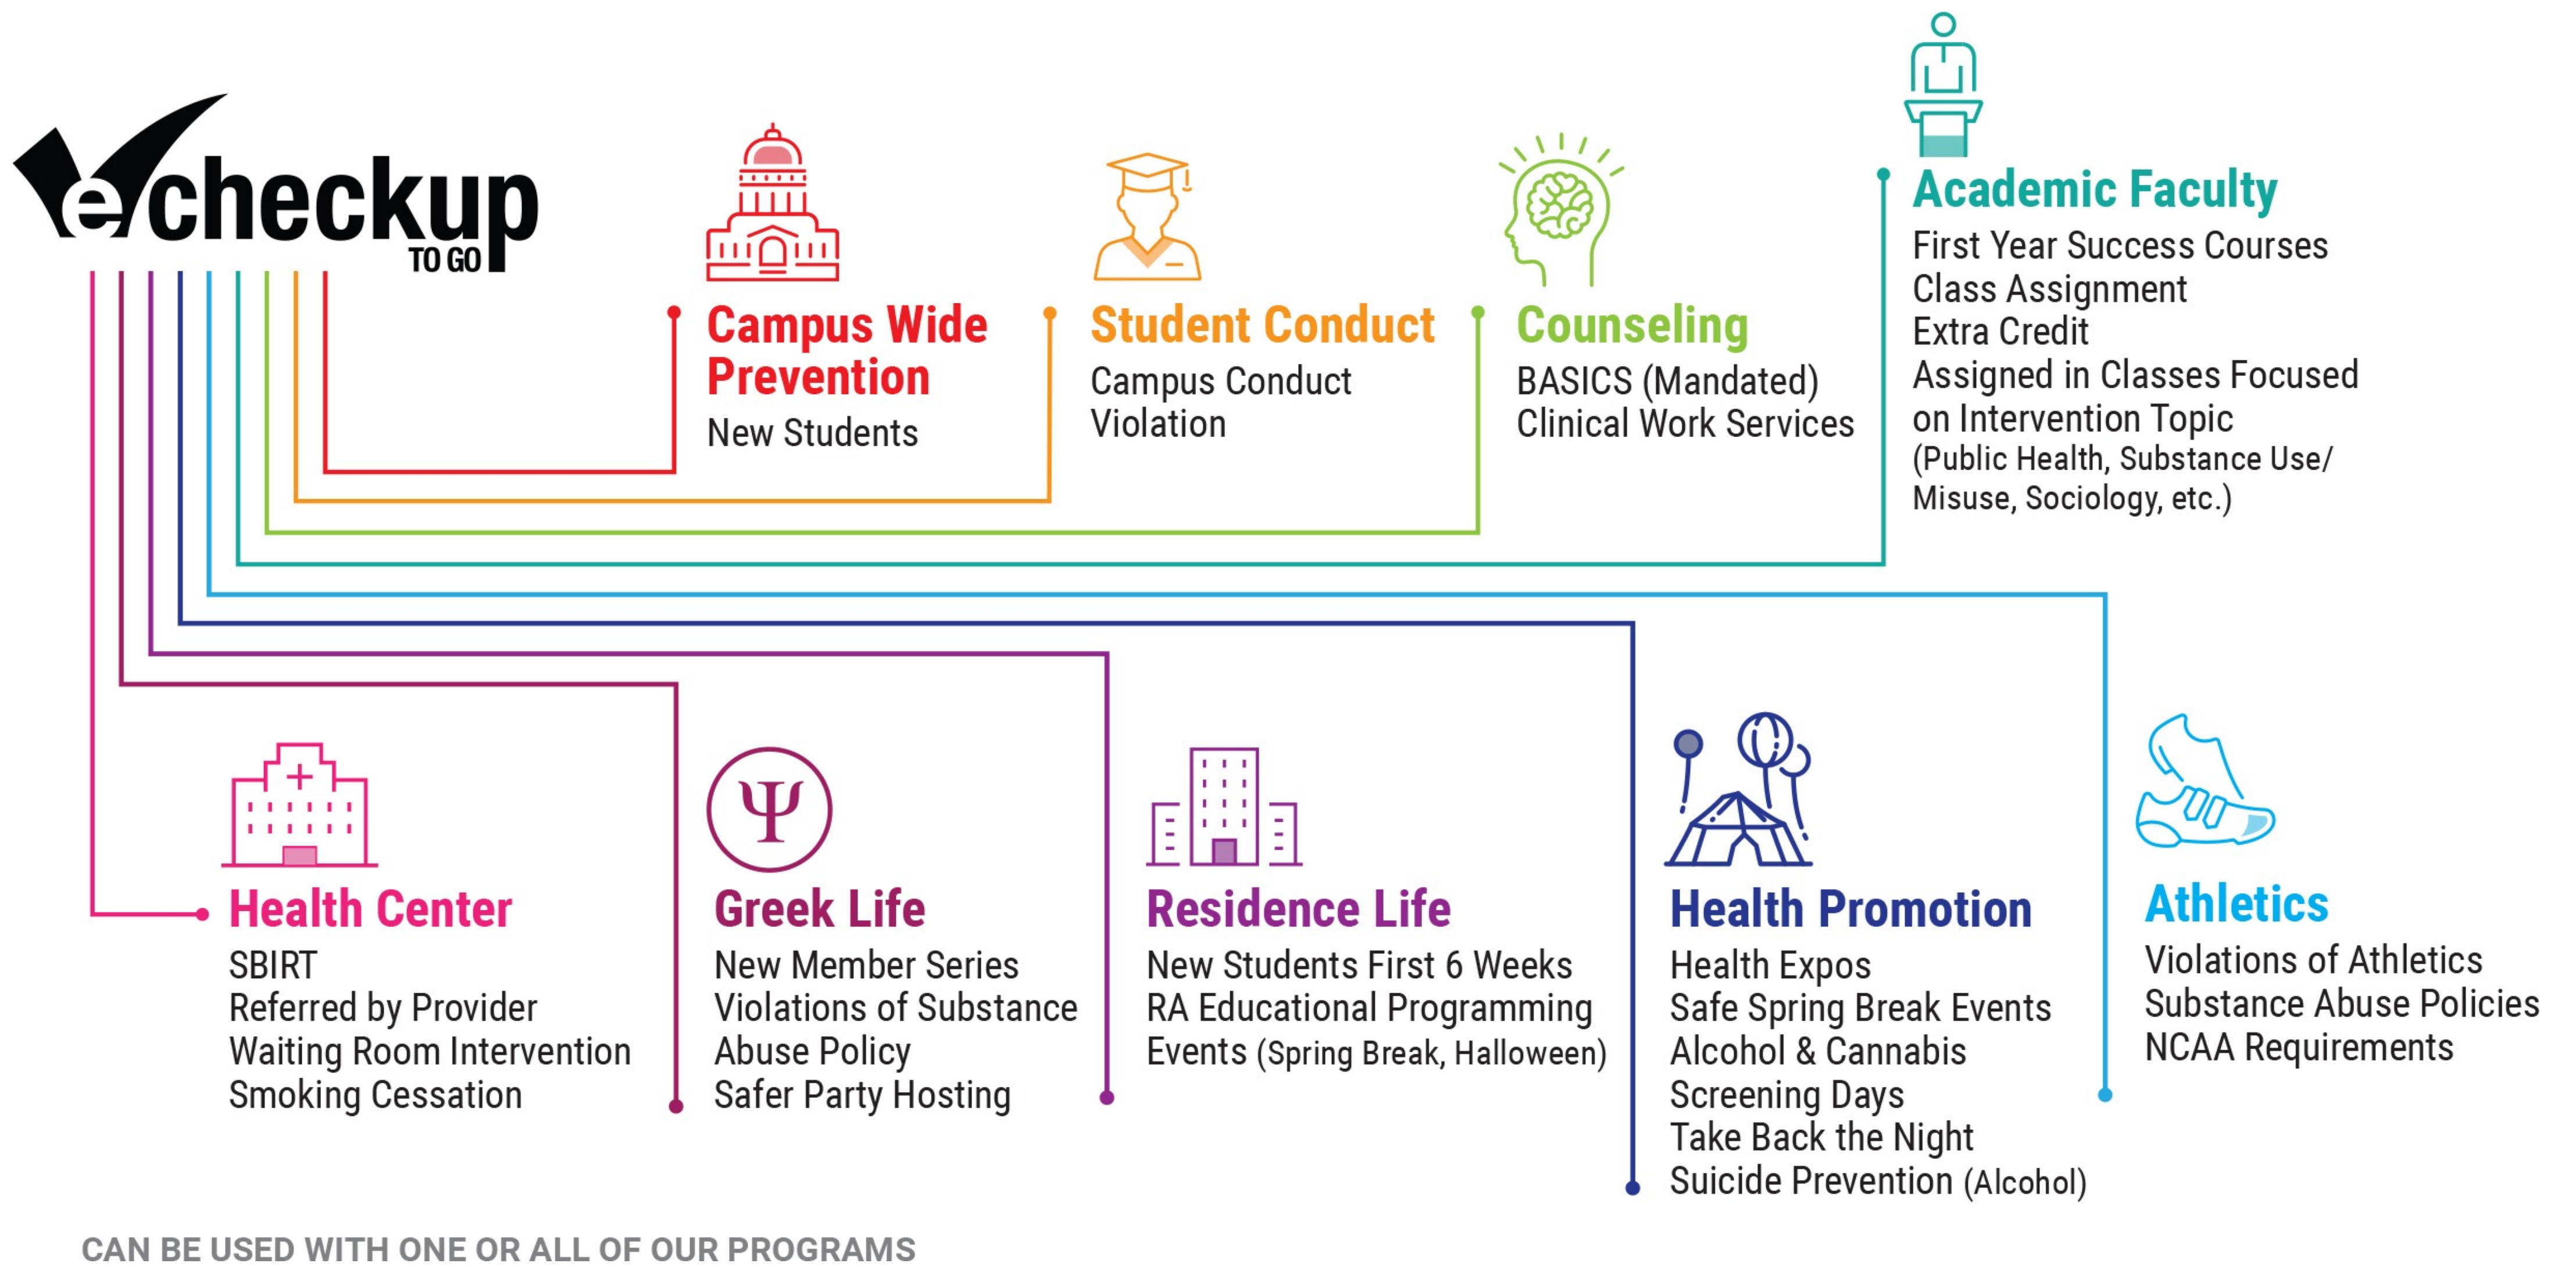 echeckup
TO GO
Campus Wide
Prevention
New Students
Student Conduct
Campus Conduct
Violation
Counseling
BASICS (Mandated)
Clinical Work Services
Academic Faculty
First Year Success Courses
Class Assignment
Extra Credit
Assigned in Classes Focused
on Intervention Topic
(Public Health, Substance Use/
Misuse, Sociology, etc.)
Health Center
SBIRT
Referred by Provider
Waiting Room Intervention
Smoking Cessation
Ψ
Greek Life
New Member Series
Violations of Substance
Abuse Policy
Safer Party Hosting
Residence Life
New Students First 6 Weeks
RA Educational Programming
Events (Spring Break, Halloween)
Health Promotion
Health Expos
Safe Spring Break Events
Alcohol & Cannabis
Screening Days
Take Back the Night
Suicide Prevention (Alcohol)
Athletics
Violations of Athletics
Substance Abuse Policies
NCAA Requirements
CAN BE USED WITH ONE OR ALL OF OUR PROGRAMS